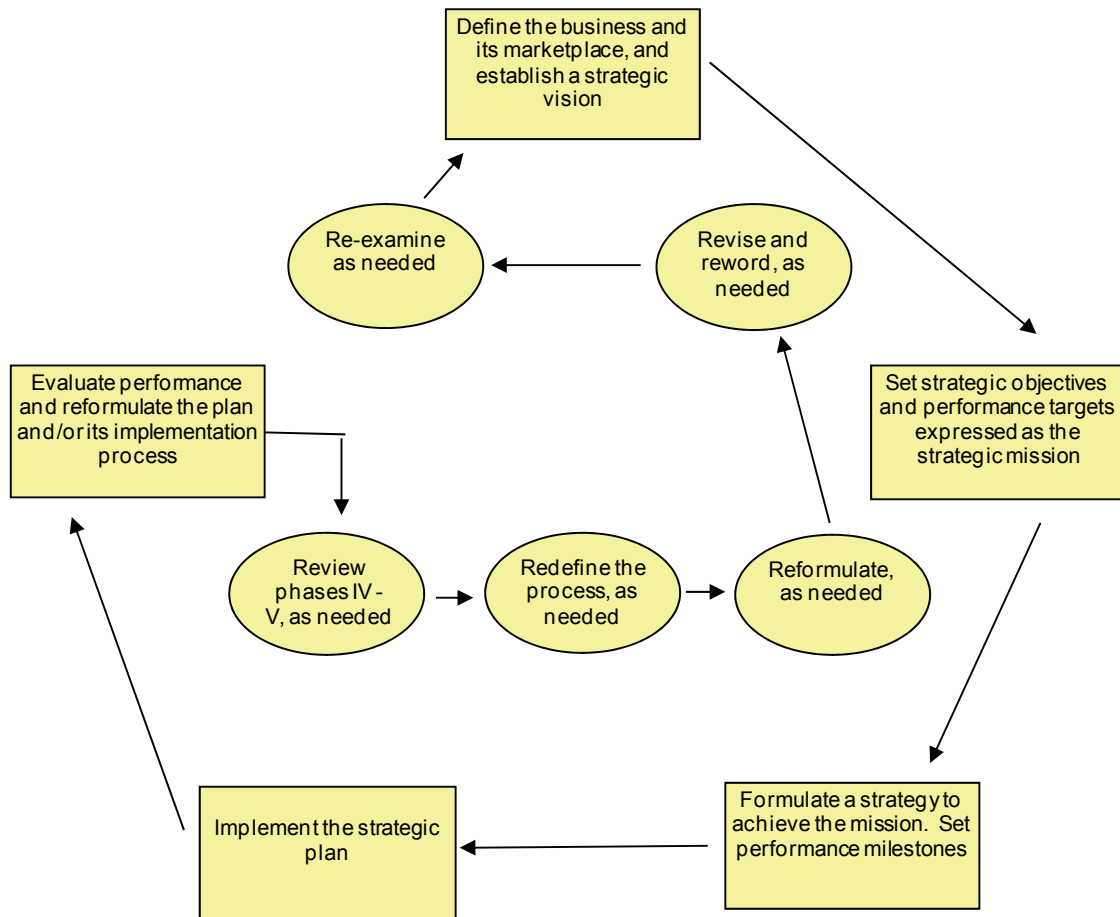 Define the business and
its marketplace, and
establish a strategic
vision
Re-examine
as needed
Revise and
reword, as
needed
Evaluate performance
and reformulate the plan
and/or its implementation
process
Set strategic objectives
and performance targets
expressed as the
strategic mission
Review
phases IV -
V, as needed
Redefine the
process, as
needed
Reformulate,
as needed
Implement the strategic
plan
Formulate a strategy to
achieve the mission. Set
performance milestones